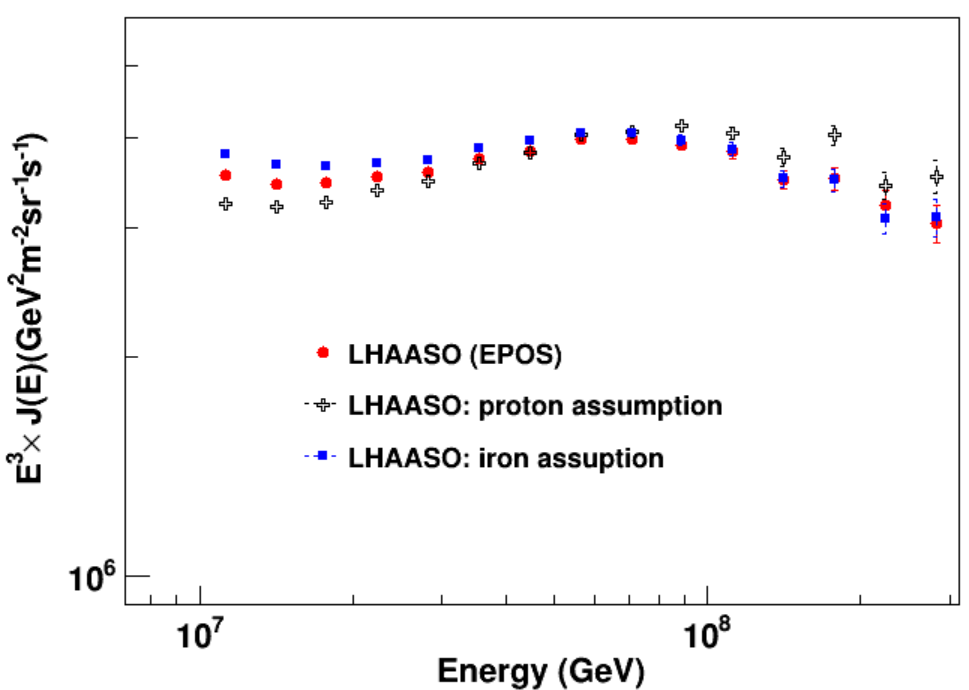 E³× J(E)(GeV²m⁻²sr⁻¹s⁻¹)
LHAASO (EPOS)
LHAASO: proton assumption
LHAASO: iron assuption
10⁶
10⁷ 10⁸
Energy (GeV)